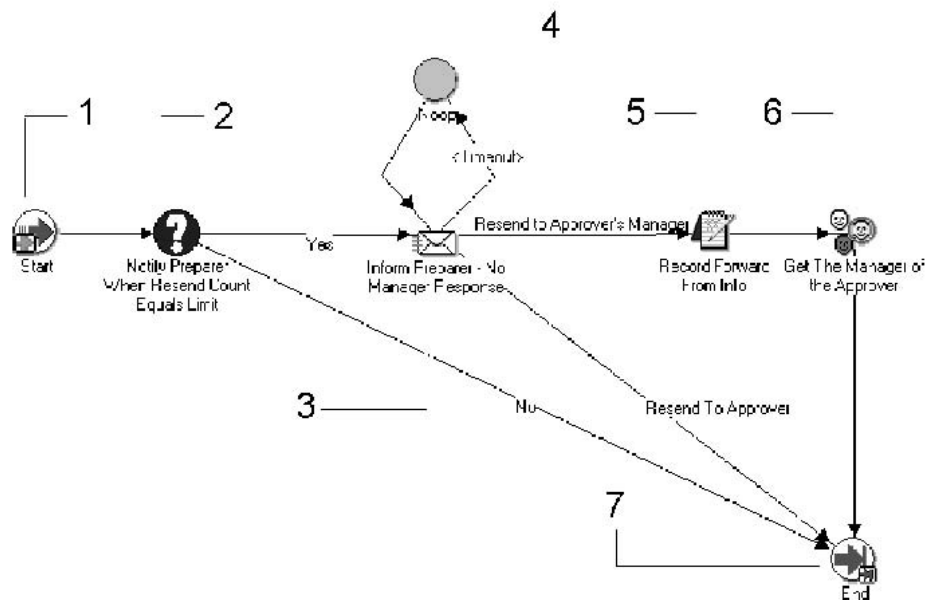 4
1
2
5
6
Noop
<Timeout>
Start
Notify Preparer
When Resend Count
Equals Limit
Yes
Inform Preparer - No
Manager Response
Resend to Approver's Manager
Record Forward
From Info
Get The Manager of
the Approver
3
No
Resend To Approver
7
End